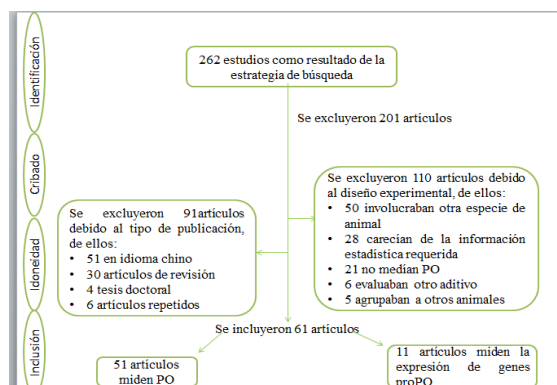 Identificación
262 estudios como resultado de la
estrategia de búsqueda
Se excluyeron 201 artículos
Cribado
Se excluyeron 110 artículos debido
al diseño experimental, de ellos:
• 50 involucraban otra especie de
animal
• 28 carecían de la información
estadística requerida
• 21 no medían PO
• 6 evaluaban otro aditivo
• 5 agrupaban a otros animales
Idoneidad
Se excluyeron 91artículos
debido al tipo de publicación,
de ellos:
• 51 en idioma chino
• 30 artículos de revisión
• 4 tesis doctoral
• 6 artículos repetidos
Inclusión
Se incluyeron 61 artículos
51 artículos
miden PO
11 artículos miden la
expresión de genes
proPO